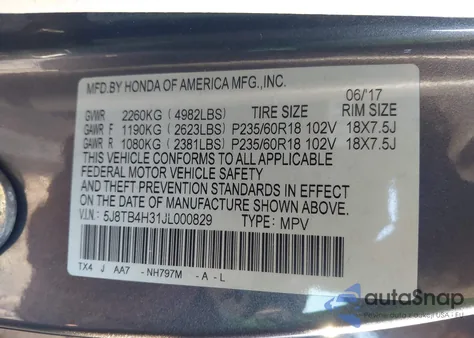 MFD.BY HONDA OF AMERICA MFG.,INC.
06/'17
GVWR 2260KG (4982LBS) TIRE SIZE RIM SIZE
GAWR F 1190KG (2623LBS) P235/60R18 102V 18X7.5J
GAWR R 1080KG (2381LBS) P235/60R18 102V 18X7.5J
THIS VEHICLE CONFORMS TO ALL APPLICABLE
FEDERAL MOTOR VEHICLE SAFETY
STANDARDS IN EFFECT
ON THE DATE OF MANUFACTURE SHOWN ABOVE.
V.I.N.: 5J8TB4H31JL000829 TYPE: MPV
TX4 J AA7 - NH797M - A - L
autoSnap